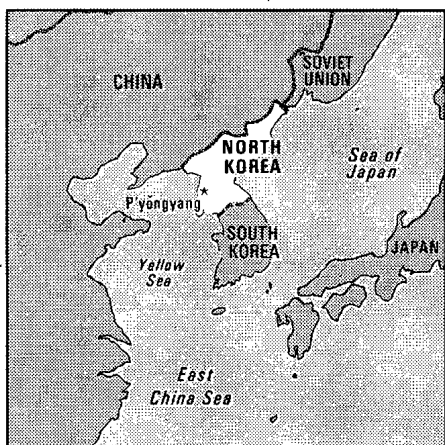 SOVIET
UNION
CHINA
NORTH
KOREA
Sea of
Japan
P'yongyang
SOUTH
KOREA
JAPAN
Yellow
Sea
East
China Sea